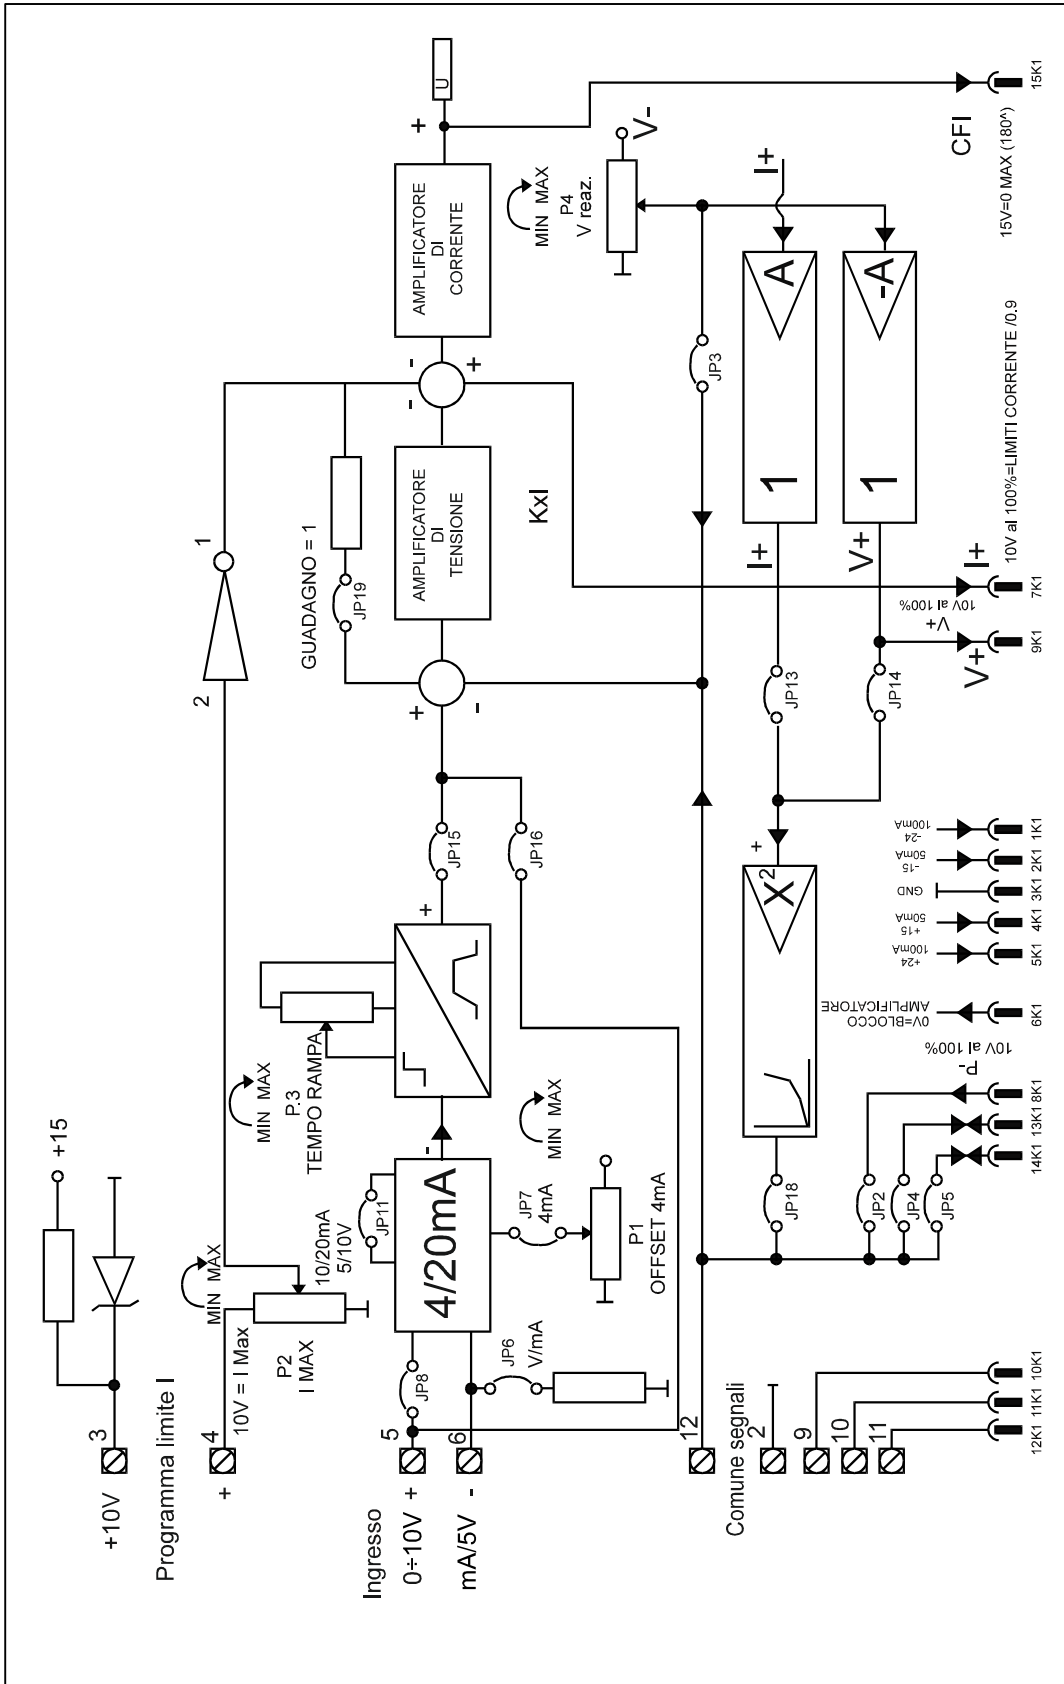 +10V
3
+15
Programma limite I
+
4
10V = I Max
MIN MAX
P2
I MAX
2
1
MIN MAX
P.3
TEMPO RAMPA
GUADAGNO = 1
JP19
Ingresso
0÷10V +
5
JP8
mA/5V -
6
JP6
V/mA
10/20mA
5/10V
JP11
4/20mA
-
JP7
4mA
P1
OFFSET 4mA
MIN MAX
+
JP15
JP16
+
-
AMPLIFICATORE
DI
TENSIONE
KxI
-
-
+
AMPLIFICATORE
DI
CORRENTE
+
U
MIN MAX
P4
V reaz.
V-
12
JP3
Comune segnali
2
9
10
11
JP18
JP2
JP4
JP5
X2
+
JP13
JP14
I+
V+
1
A
I+
1
-A
V+
V+
10V al 100%
I+
10V al 100%=LIMITI CORRENTE /0.9
CFI
15V=0 MAX (180^)
P-
10V al 100%
0V=BLOCCO
AMPLIFICATORE
+24
100mA
+15
50mA
GND
-15
50mA
-24
100mA
12K1
11K1
10K1
14K1
13K1
8K1
6K1
5K1
4K1
3K1
2K1
1K1
9K1
7K1
15K1